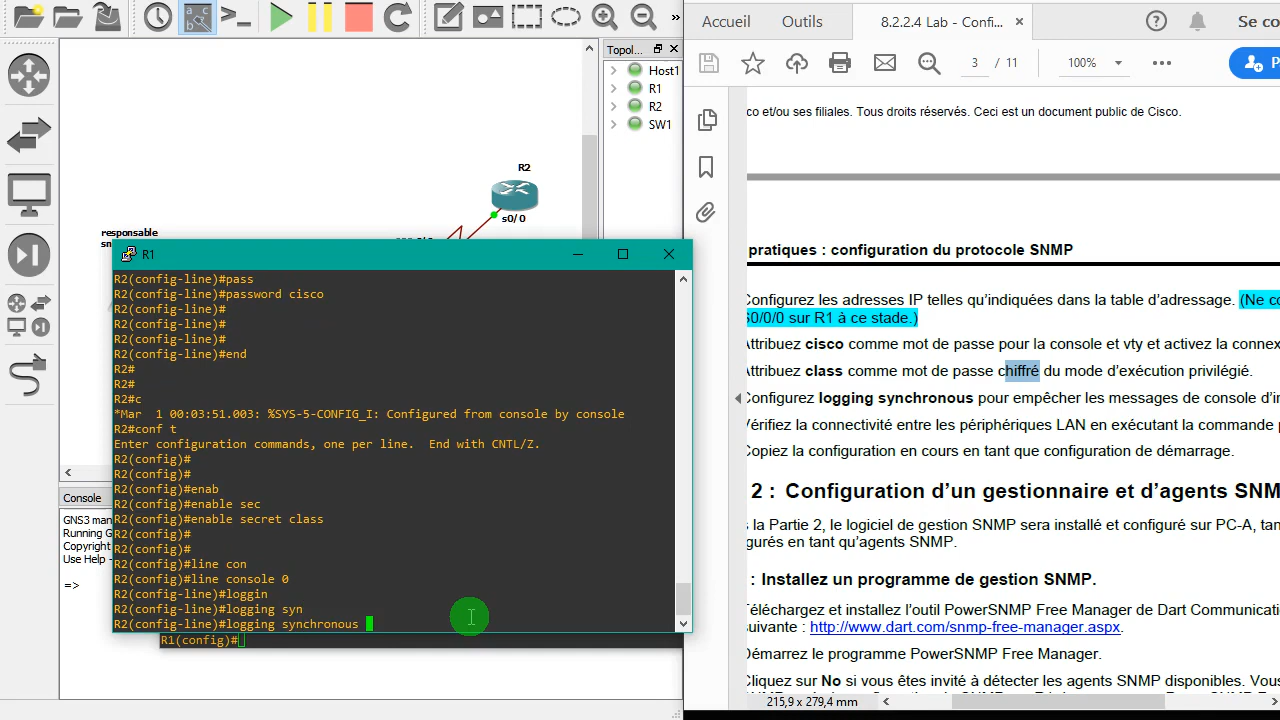 »
Topol...
Host1
R1
R2
SW1
R2
s0/0
responsable
Console
GNS3 man
Running G
Copyright
Use Help -
=>
R1
R2(config-line)#pass
R2(config-line)#password cisco
R2(config-line)#
R2(config-line)#
R2(config-line)#
R2(config-line)#end
R2#
R2#
R2#c
*Mar  1 00:03:51.003: %SYS-5-CONFIG_I: Configured from console by console
R2#conf t
Enter configuration commands, one per line.  End with CNTL/Z.
R2(config)#
R2(config)#
R2(config)#enab
R2(config)#enable sec
R2(config)#enable secret class
R2(config)#
R2(config)#
R2(config)#line con
R2(config)#line console 0
R2(config-line)#loggin
R2(config-line)#logging syn
R2(config-line)#logging synchronous
R1(config)#
Accueil Outils 8.2.2.4 Lab - Confi... × Se co
3 / 11 100%
co et/ou ses filiales. Tous droits réservés. Ceci est un document public de Cisco.
pratiques : configuration du protocole SNMP
Configurez les adresses IP telles qu'indiquées dans la table d'adressage. (Ne co
S0/0/0 sur R1 à ce stade.)
Attribuez cisco comme mot de passe pour la console et vty et activez la connex
Attribuez class comme mot de passe chiffré du mode d'exécution privilégié.
Configurez logging synchronous pour empêcher les messages de console d'i
Vérifiez la connectivité entre les périphériques LAN en exécutant la commande
Copiez la configuration en cours en tant que configuration de démarrage.
2 : Configuration d'un gestionnaire et d'agents SNM
la Partie 2, le logiciel de gestion SNMP sera installé et configuré sur PC-A, tan
gurés en tant qu'agents SNMP.
: Installez un programme de gestion SNMP.
Téléchargez et installez l'outil PowerSNMP Free Manager de Dart Communicati
suivante : http://www.dart.com/snmp-free-manager.aspx.
Démarrez le programme PowerSNMP Free Manager.
Cliquez sur No si vous êtes invité à détecter les agents SNMP disponibles. Vous
215,9 x 279,4 mm